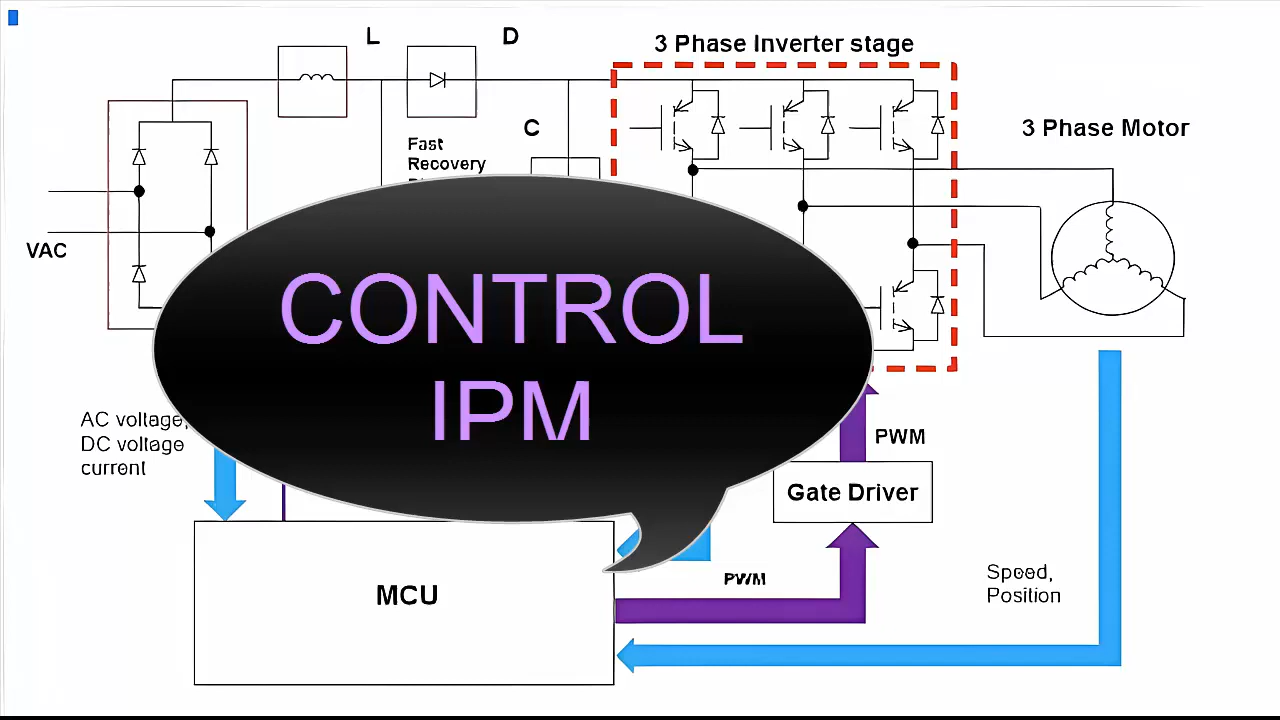 L
D
3 Phase Inverter stage
C
Fast
Recovery
3 Phase Motor
VAC
CONTROL
IPM
AC voltage,
DC voltage
current
PWM
Gate Driver
MCU
PWM
Speed,
Position